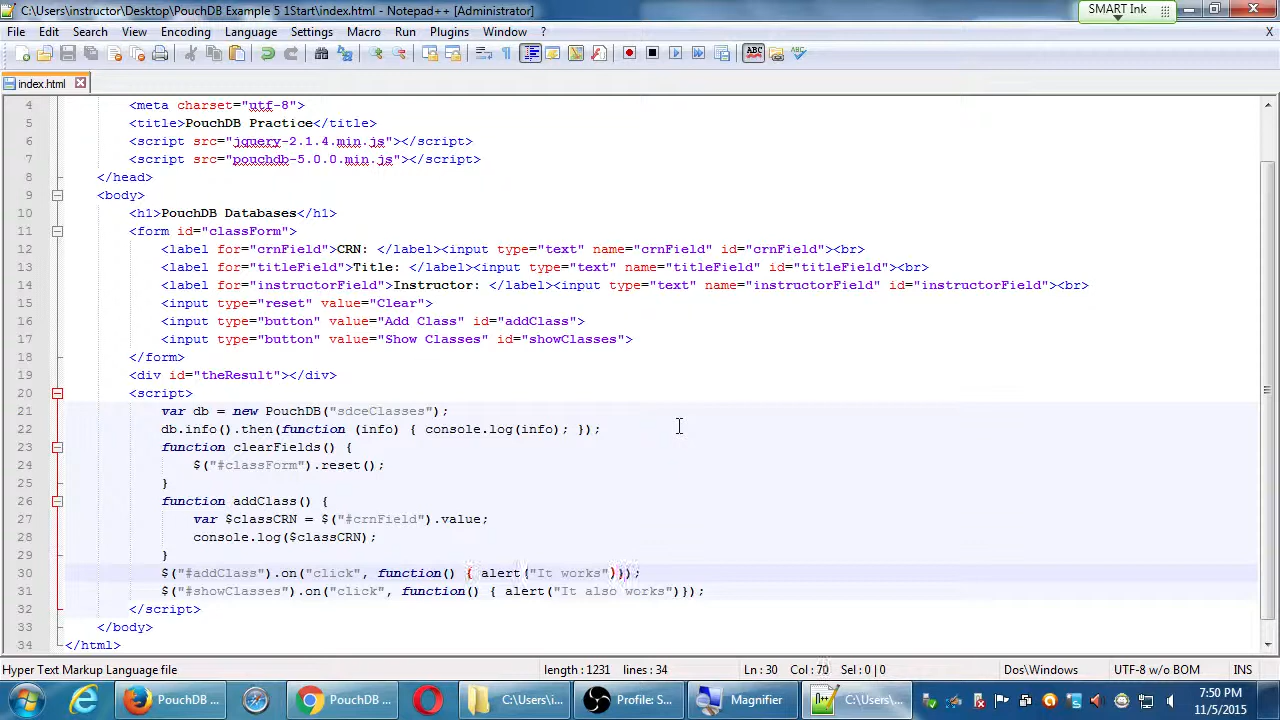 C:\Users\instructor\Desktop\PouchDB Example 5 1Start\index.html - Notepad++ [Administrator]
SMART Ink
File Edit Search View Encoding Language Settings Macro Run Plugins Window ? X
ABC ABC
index.html
4 <meta charset="utf-8">
5 <title>PouchDB Practice</title>
6 <script src="jquery-2.1.4.min.js"></script>
7 <script src="pouchdb-5.0.0.min.js"></script>
8 </head>
9 <body>
10 <h1>PouchDB Databases</h1>
11 <form id="classForm">
12 <label for="crnField">CRN: </label><input type="text" name="crnField" id="crnField"><br>
13 <label for="titleField">Title: </label><input type="text" name="titleField" id="titleField"><br>
14 <label for="instructorField">Instructor: </label><input type="text" name="instructorField" id="instructorField"><br>
15 <input type="reset" value="Clear">
16 <input type="button" value="Add Class" id="addClass">
17 <input type="button" value="Show Classes" id="showClasses">
18 </form>
19 <div id="theResult"></div>
20 <script>
21 var db = new PouchDB("sdceClasses");
22 db.info().then(function (info) { console.log(info); });
23 function clearFields() {
24 $("#classForm").reset();
25 }
26 function addClass() {
27 var $classCRN = $("#crnField").value;
28 console.log($classCRN);
29 }
30 $("#addClass").on("click", function() { alert("It works")});
31 $("#showClasses").on("click", function() { alert("It also works")});
32 </script>
33 </body>
34 </html>
Hyper Text Markup Language file length : 1231 lines : 34 Ln : 30 Col : 70 Sel : 0 | 0 Dos\Windows UTF-8 w/o BOM INS
PouchDB ... PouchDB ... C:\Users\i... Profile: S... Magnifier C:\Users\...
7:50 PM
11/5/2015